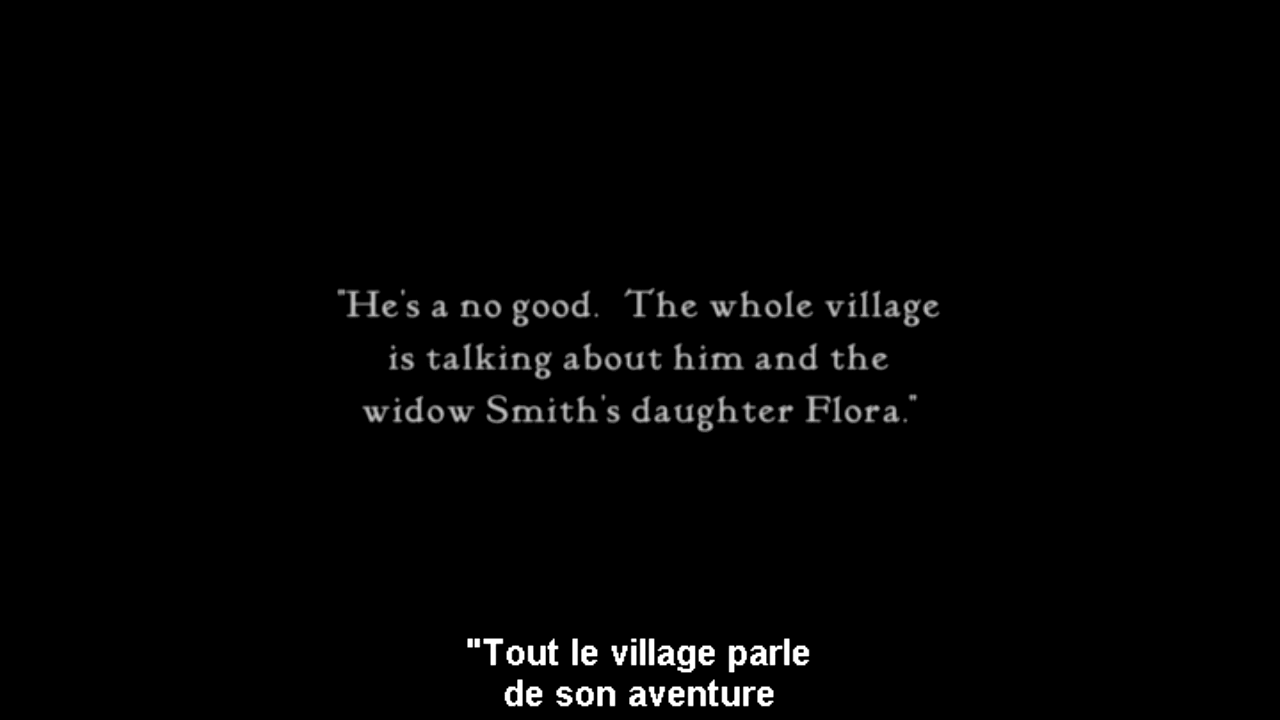 "He's a no good.  The whole village
is talking about him and the
widow Smith's daughter Flora."
"Tout le village parle
de son aventure